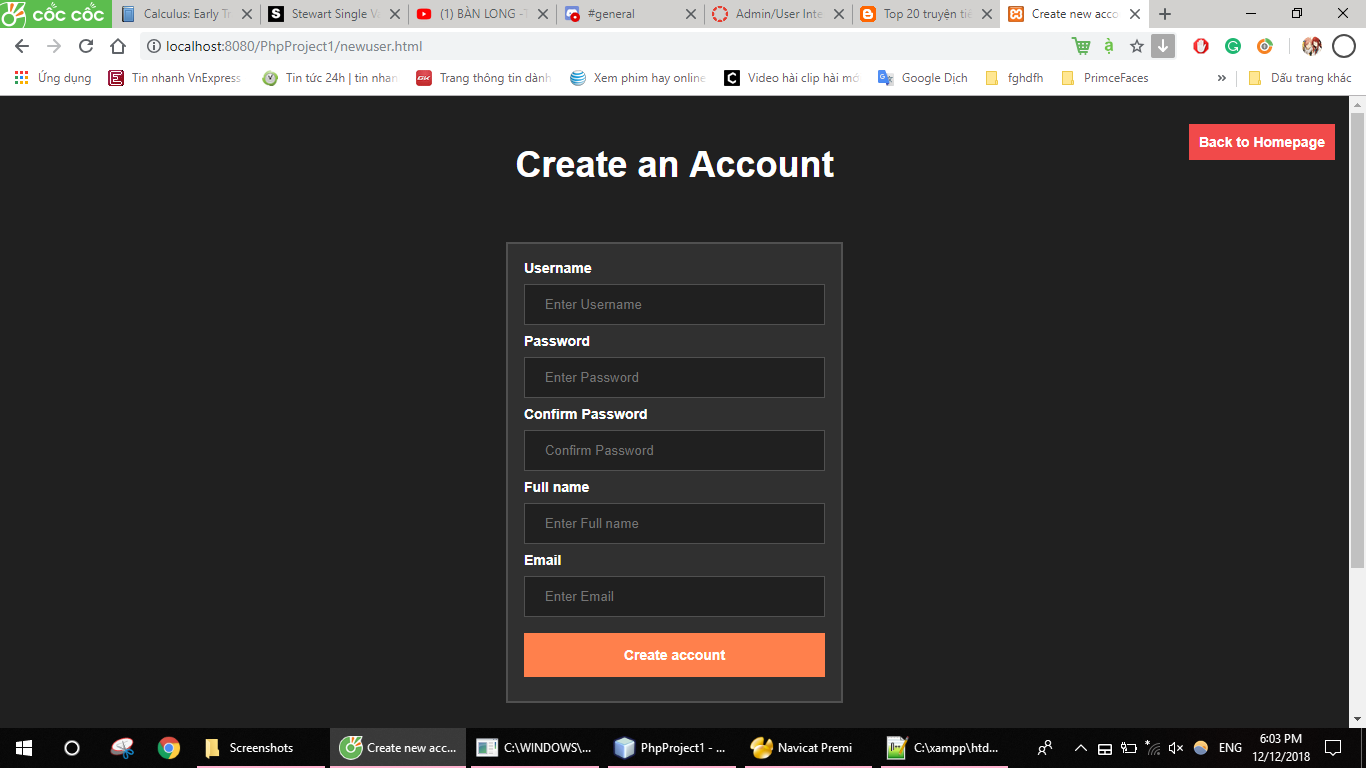 cốc cốc
Calculus: Early Tr
Stewart Single V
(1) BÀN LONG -T
#general
Admin/User Inte
Top 20 truyện tiê
Create new acco
localhost:8080/PhpProject1/newuser.html
Ứng dụng
Tin nhanh VnExpress
Tin tức 24h | tin nhan
Trang thông tin dành
Xem phim hay online
Video hài clip hài mớ
Google Dịch
fghdfh
PrimceFaces
»
Dấu trang khác
Back to Homepage
Create an Account
Username
Enter Username
Password
Enter Password
Confirm Password
Confirm Password
Full name
Enter Full name
Email
Enter Email
Create account
Screenshots
Create new acc...
C:\WINDOWS\...
PhpProject1 - ...
Navicat Premi
C:\xampp\htd...
ENG
6:03 PM
12/12/2018